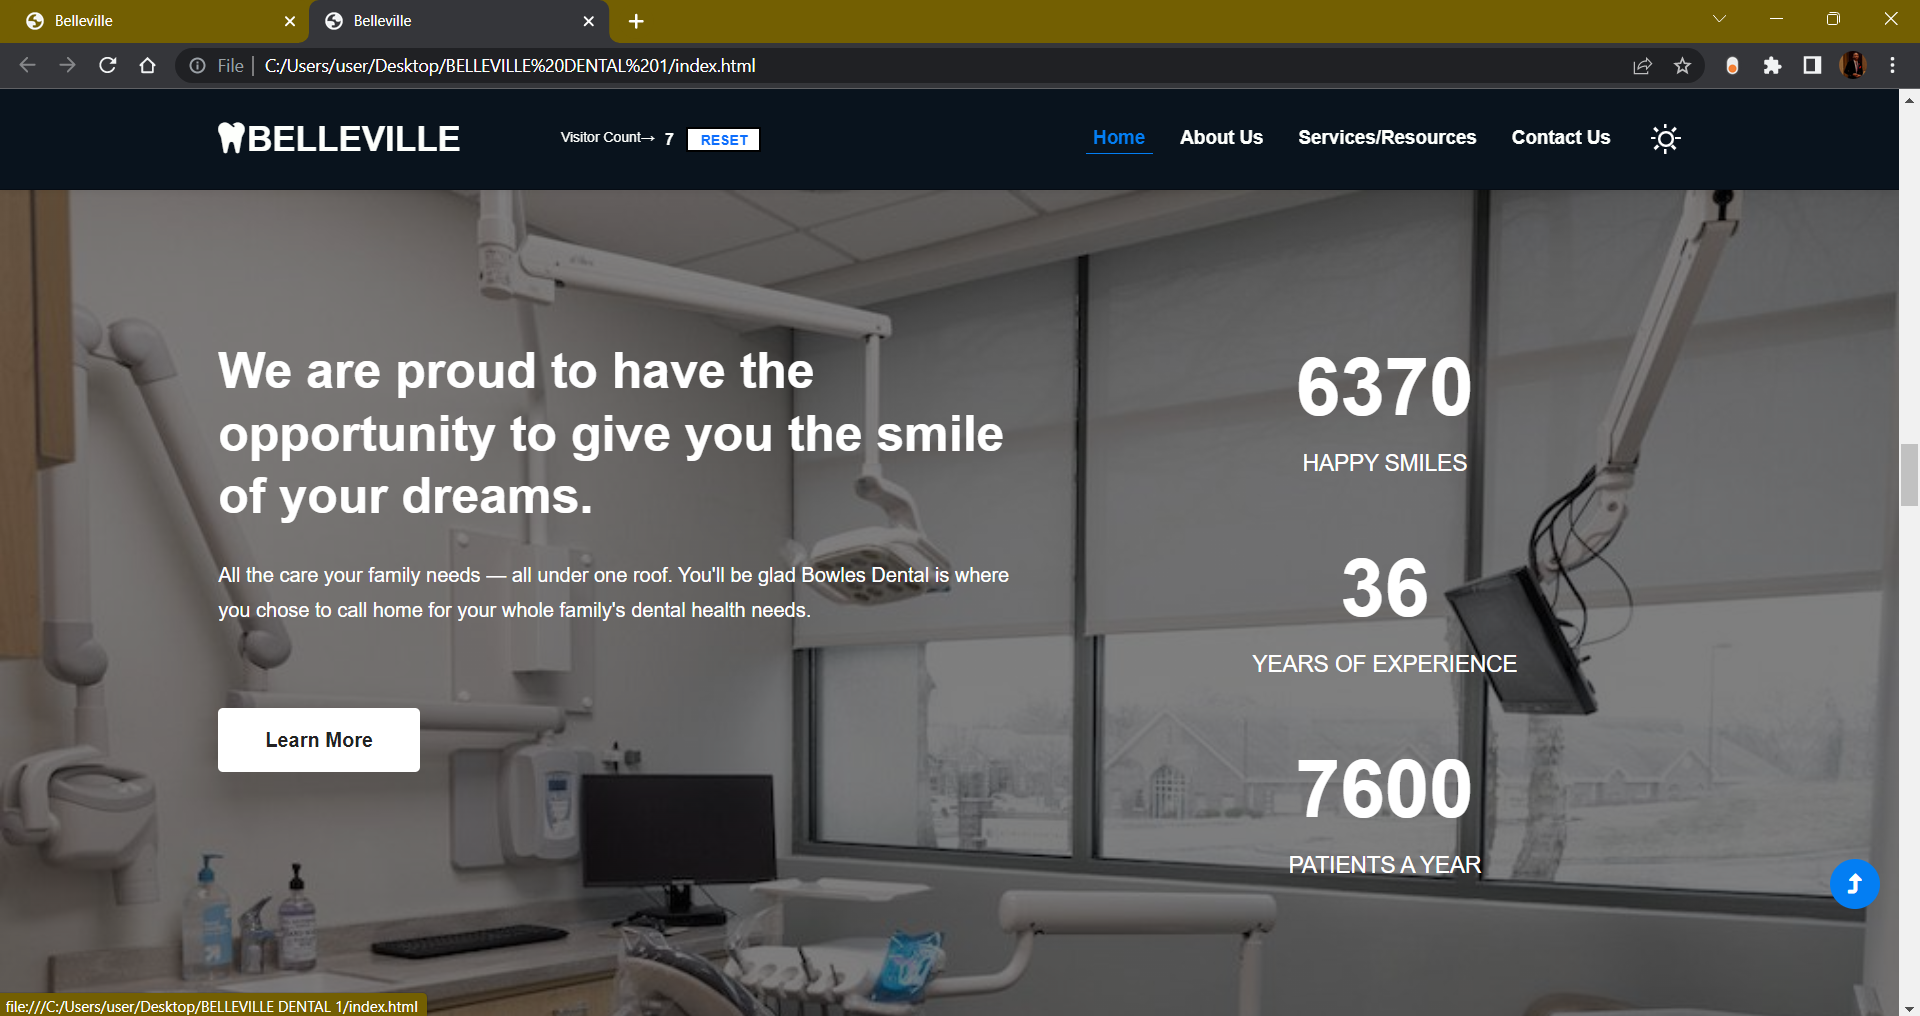 Belleville
Belleville
File
C:/Users/user/Desktop/BELLEVILLE%20DENTAL%201/index.html
BELLEVILLE
Visitor Count→ 7 RESET
Home
About Us
Services/Resources
Contact Us
We are proud to have the
opportunity to give you the smile
of your dreams.
All the care your family needs — all under one roof. You'll be glad Bowles Dental is where
you chose to call home for your whole family's dental health needs.
Learn More
6370
HAPPY SMILES
36
YEARS OF EXPERIENCE
7600
PATIENTS A YEAR
file:///C:/Users/user/Desktop/BELLEVILLE DENTAL 1/index.html